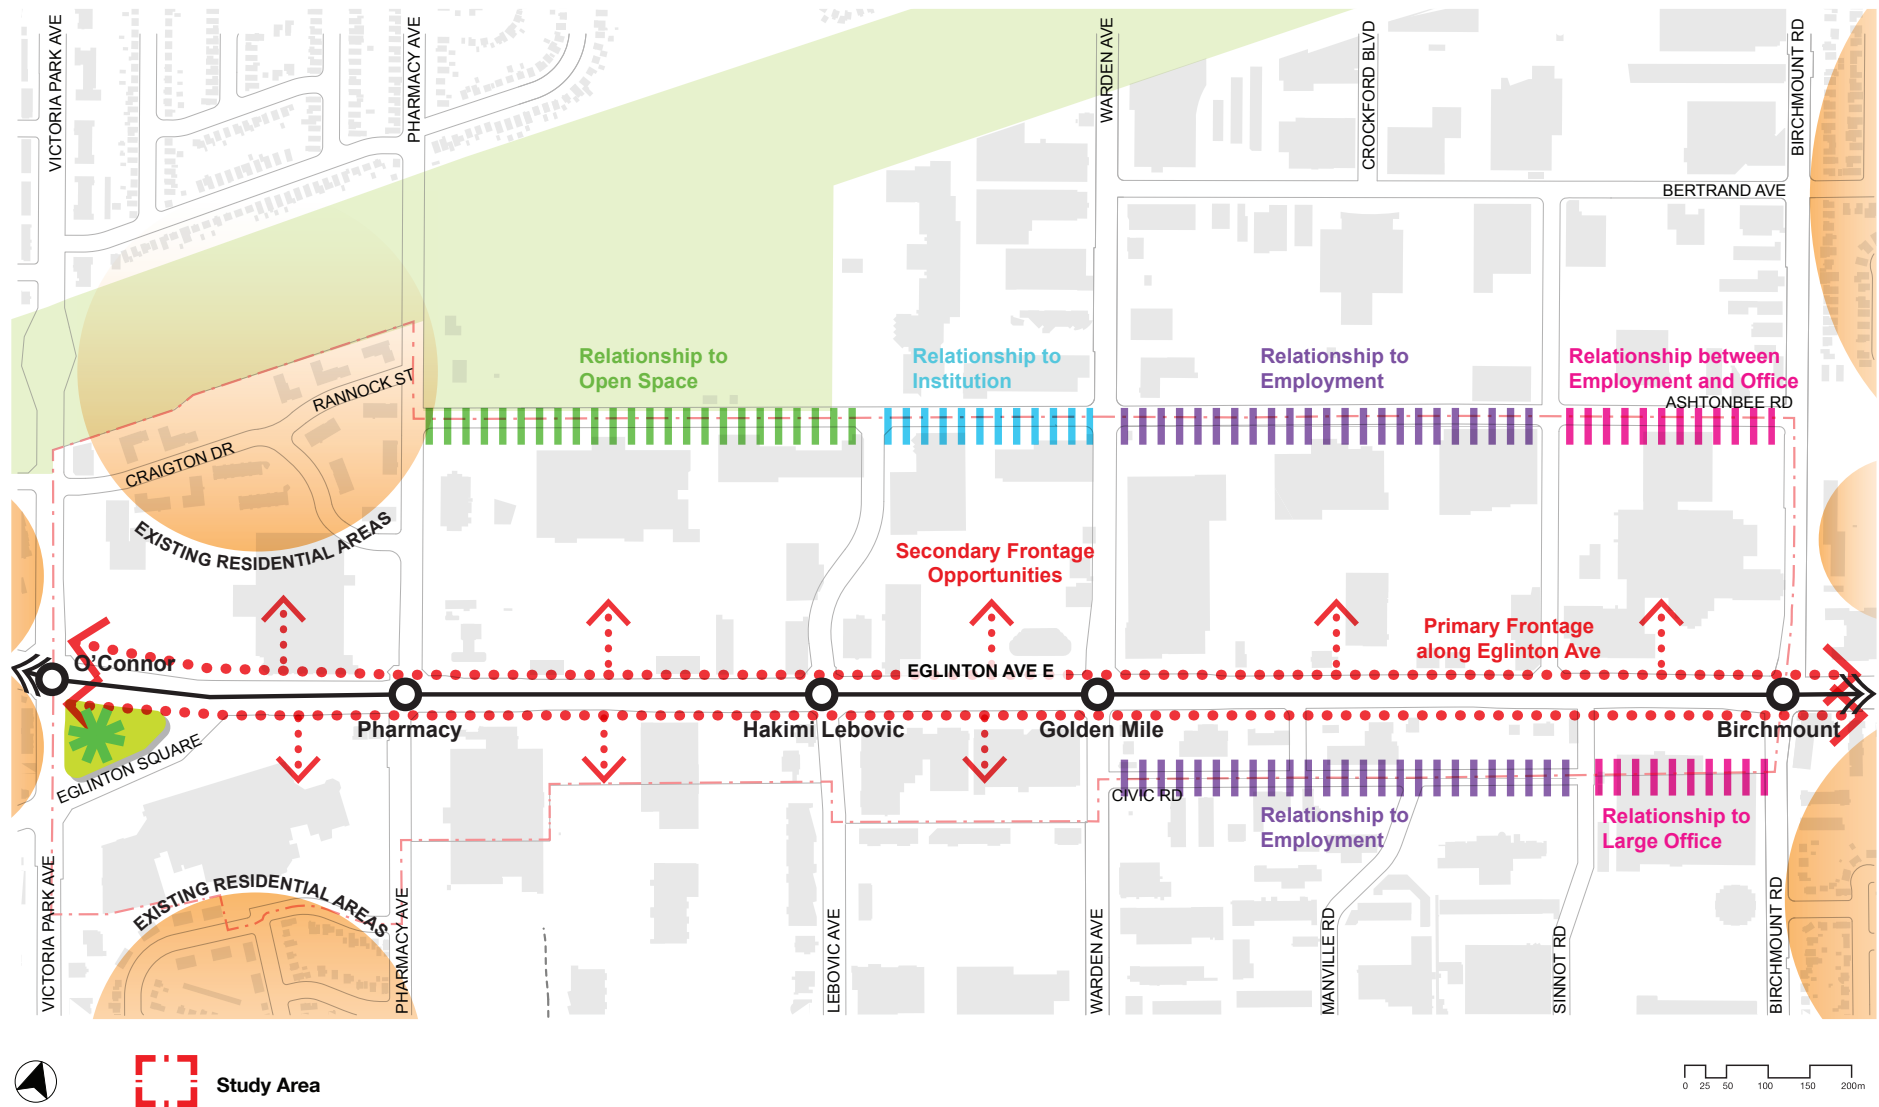 VICTORIA PARK AVE
PHARMACY AVE
WARDEN AVE
CROCKFORD BLVD
BIRCHMOUNT RD
BERTRAND AVE
Relationship to
Open Space
Relationship to
Institution
Relationship to
Employment
Relationship between
Employment and Office
ASHTONBEE RD
RANNOCK ST
CRAIGTON DR
EXISTING RESIDENTIAL AREAS
Secondary Frontage
Opportunities
Primary Frontage
along Eglinton Ave
O'Connor
EGLINTON AVE E
Pharmacy
Hakimi Lebovic
Golden Mile
Birchmount
EGLINTON SQUARE
CIVIC RD
Relationship to
Employment
Relationship to
Large Office
EXISTING RESIDENTIAL AREAS
VICTORIA PARK AVE
PHARMACY AVE
LEBOVIC AVE
WARDEN AVE
MANVILLE RD
SINNOT RD
BIRCHMOUNT RD
Study Area
0 25 50 100 150 200m